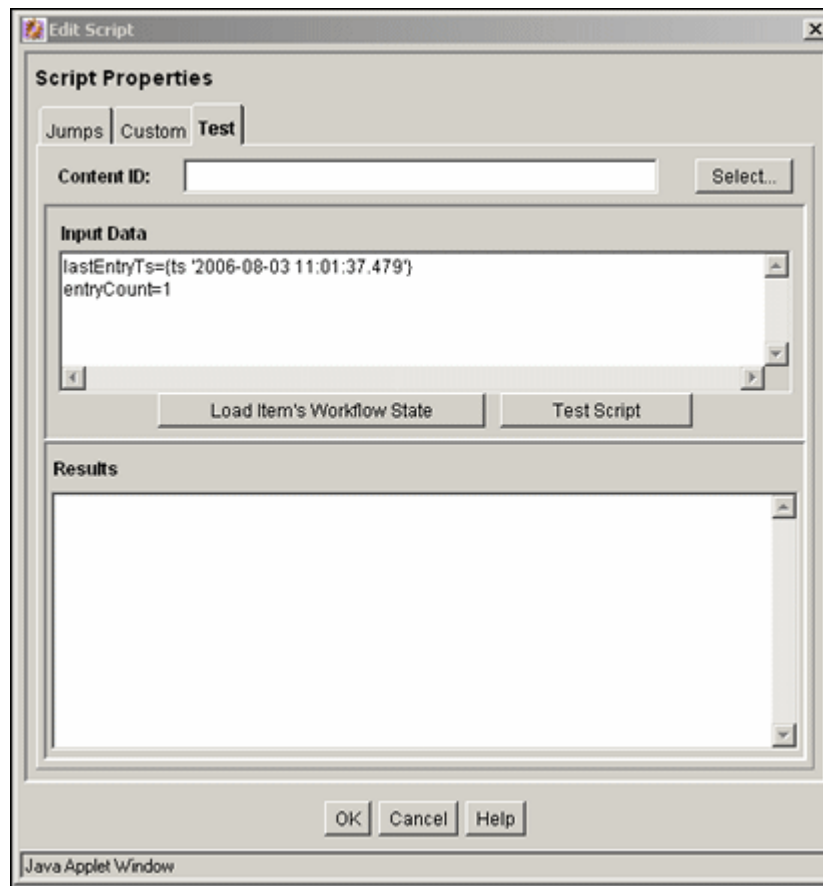 Edit Script
Script Properties
Jumps Custom Test
Content ID: Select...
Input Data
lastEntryTs={ts '2006-08-03 11:01:37.479'}
entryCount=1
Load Item's Workflow State Test Script
Results
OK Cancel Help
Java Applet Window